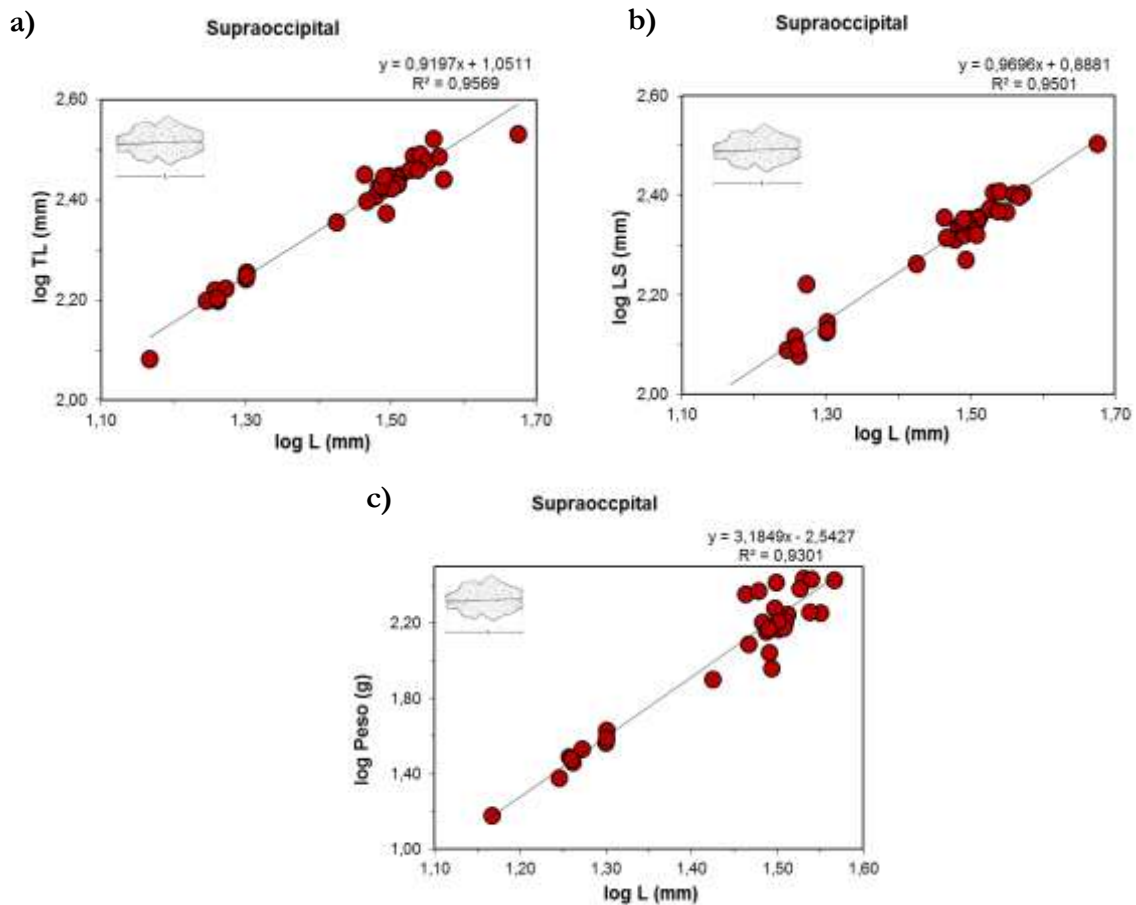 a)
Supraoccipital
y = 0,9197x + 1,0511
R² = 0,9569
2,60
2,40
2,20
2,00
log TL (mm)
1,10
1,30
1,50
1,70
log L (mm)
b)
Supraoccipital
y = 0,9696x + 0,8881
R² = 0,9501
2,60
2,40
2,20
2,00
log LS (mm)
1,10
1,30
1,50
1,70
log L (mm)
c)
Supraoccpital
y = 3,1849x - 2,5427
R² = 0,9301
2,20
1,80
1,40
1,00
log Peso (g)
1,10
1,20
1,30
1,40
1,50
1,60
log L (mm)